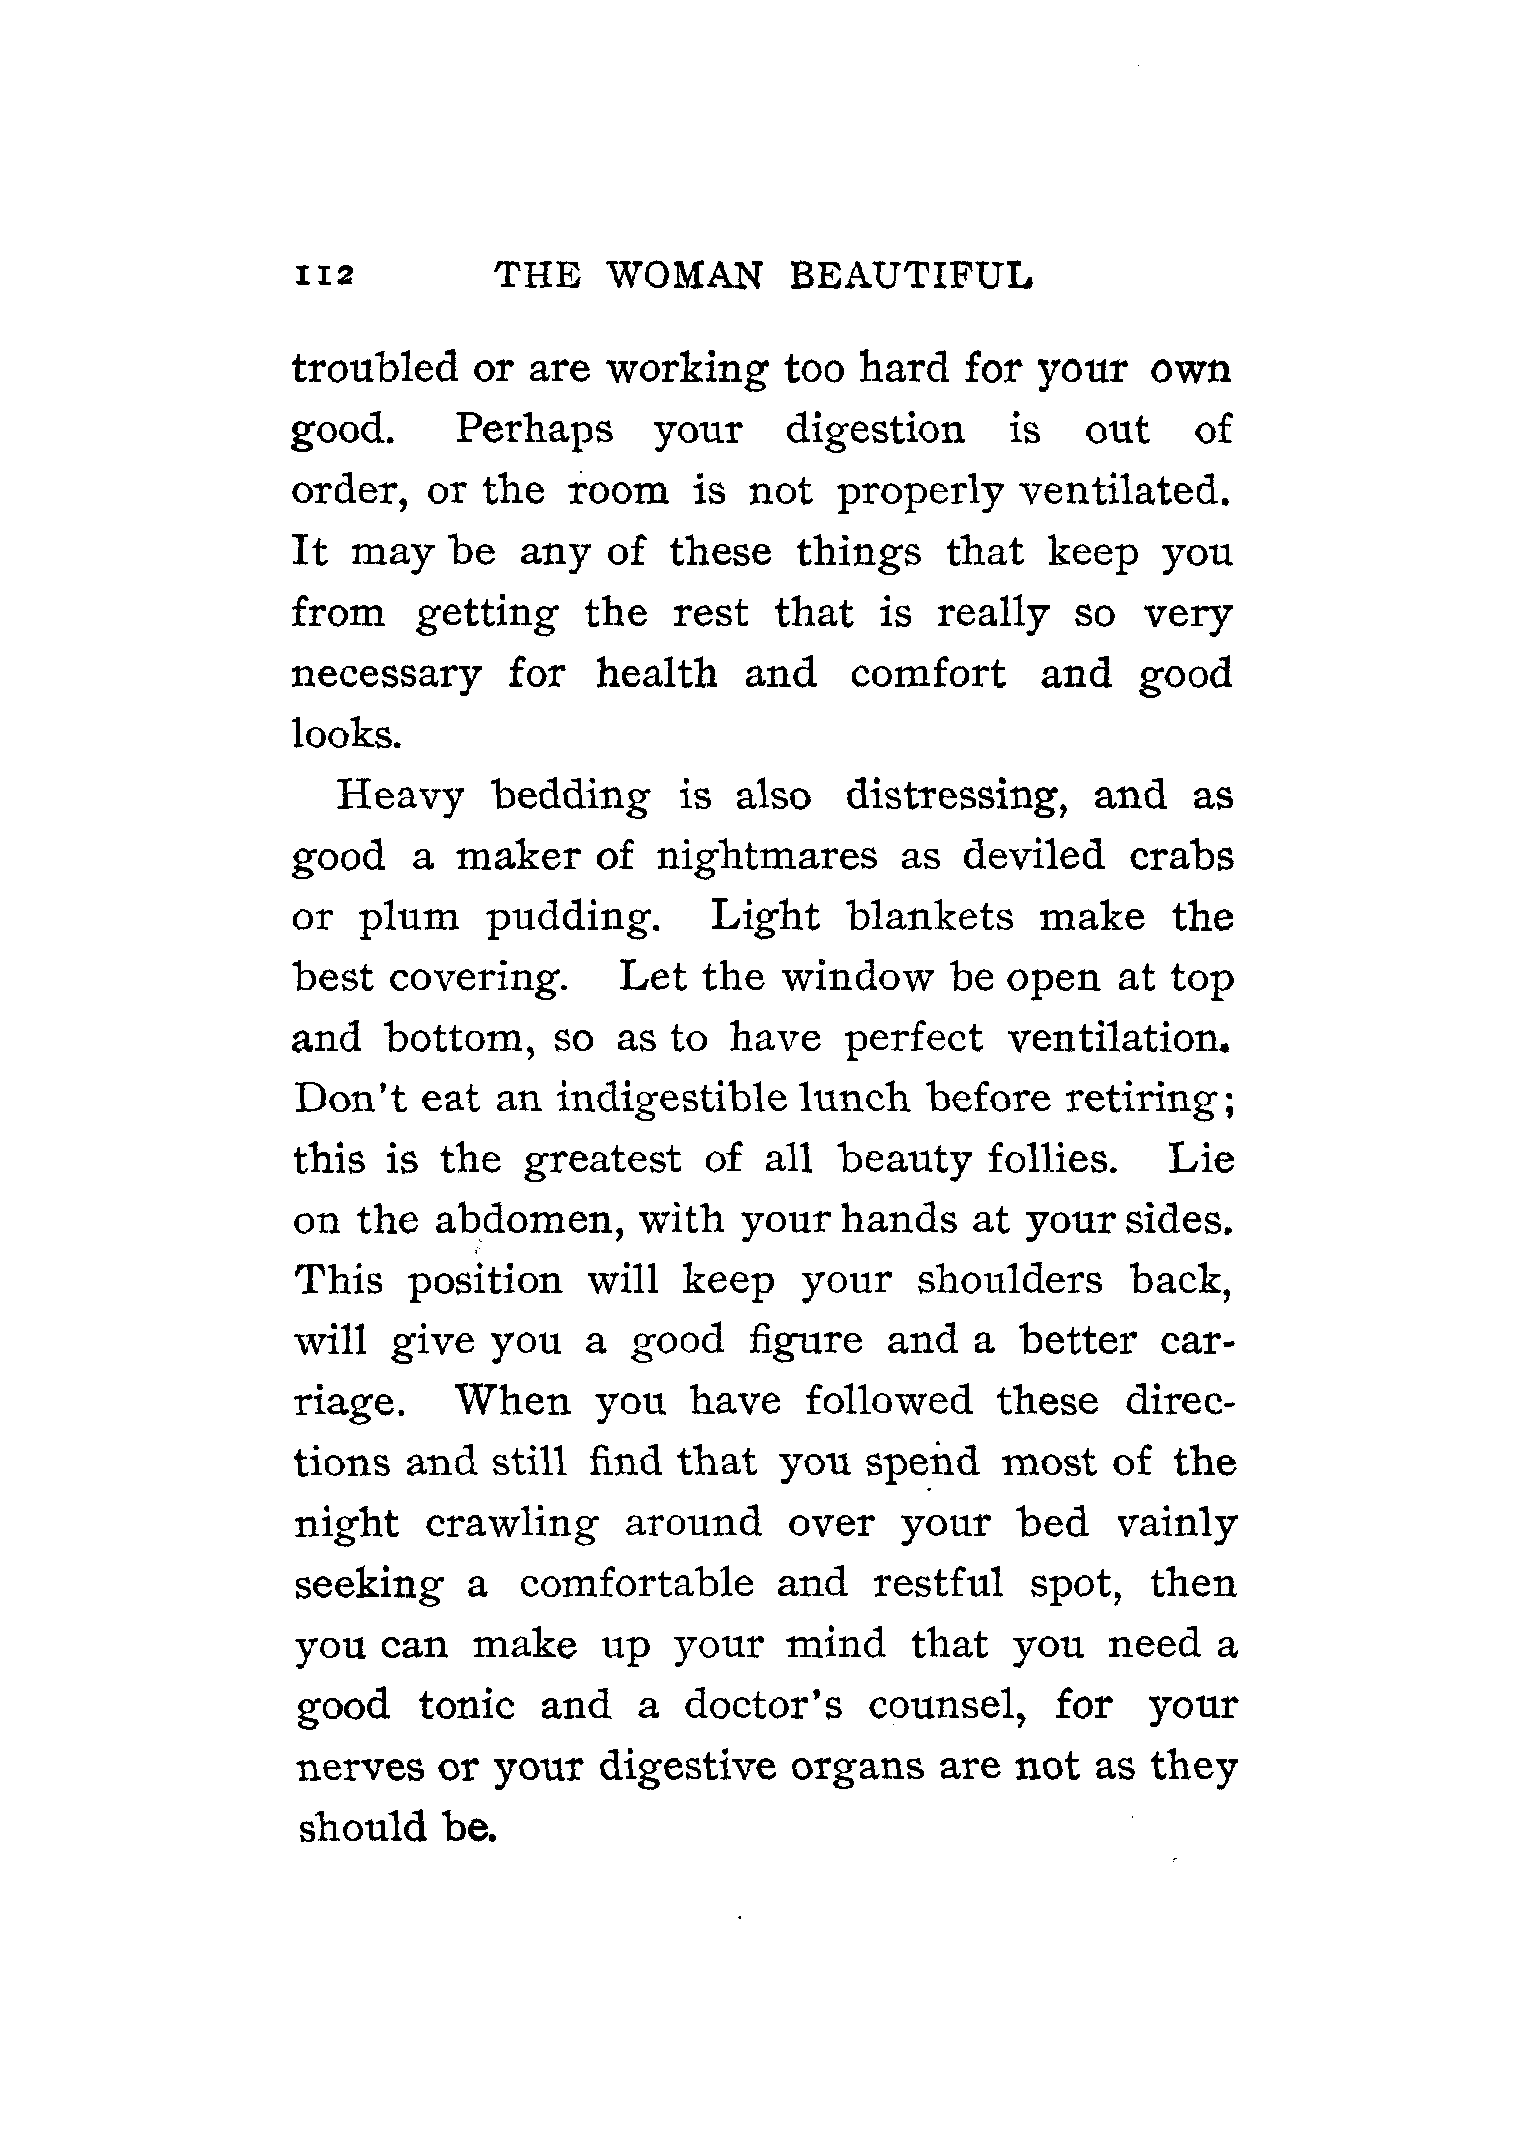 112 THE WOMAN BEAUTIFUL
troubled or are working too hard for your own
good. Perhaps your digestion is out of
order, or the room is not properly ventilated.
It may be any of these things that keep you
from getting the rest that is really so very
necessary for health and comfort and good
looks.
Heavy bedding is also distressing, and as
good a maker of nightmares as deviled crabs
or plum pudding. Light blankets make the
best covering. Let the window be open at top
and bottom, so as to have perfect ventilation.
Don't eat an indigestible lunch before retiring;
this is the greatest of all beauty follies. Lie
on the abdomen, with your hands at your sides.
This position will keep your shoulders back,
will give you a good figure and a better car-
riage. When you have followed these direc-
tions and still find that you spend most of the
night crawling around over your bed vainly
seeking a comfortable and restful spot, then
you can make up your mind that you need a
good tonic and a doctor's counsel, for your
nerves or your digestive organs are not as they
should be.